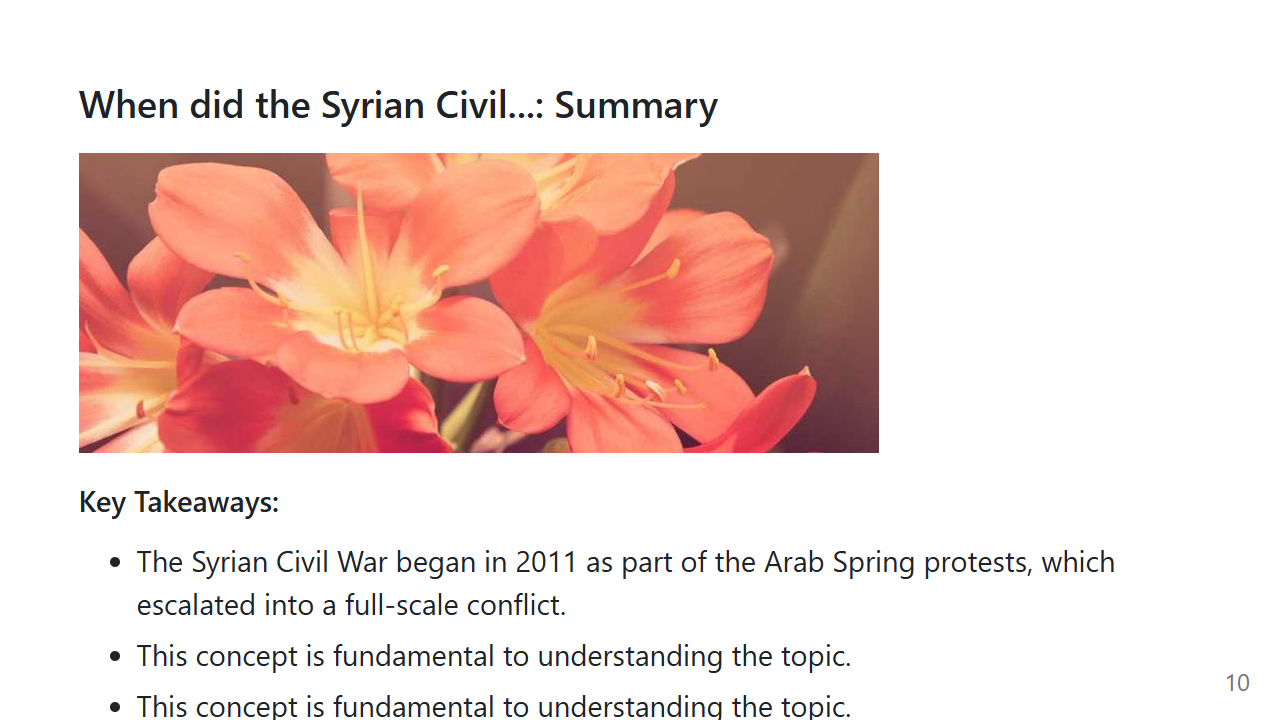 When did the Syrian Civil...: Summary
Key Takeaways:
• The Syrian Civil War began in 2011 as part of the Arab Spring protests, which
escalated into a full-scale conflict.
• This concept is fundamental to understanding the topic.
• This concept is fundamental to understanding the topic.
10